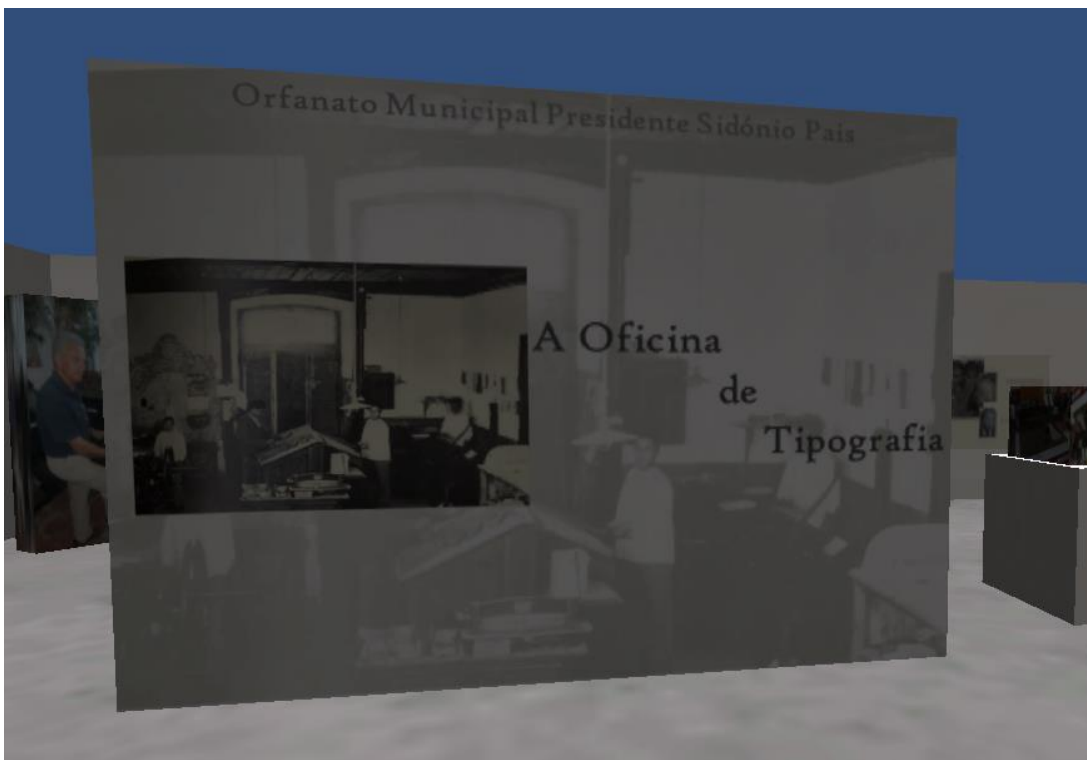 Orfanato Municipal Presidente Sidónio Pais
A Oficina
de
Tipografia